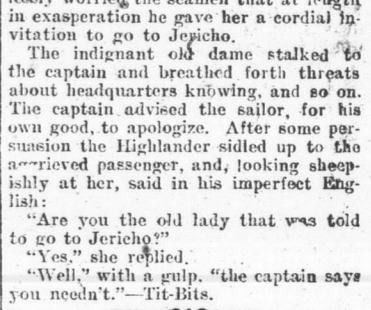 worried the seamen that at length
in exasperation he gave her a cordial in-
vitation to go to Jericho.
The indignant old dame stalked to
the captain and breathed forth threats
about headquarters knowing, and so on.
The captain advised the sailor, for his
own good, to apologize. After some per-
suasion the Highlander sidled up to the
aggrieved passenger, and, looking sheep-
ishly at her, said in his imperfect Eng-
lish:
"Are you the old lady that was told
to go to Jericho?"
"Yes," she replied.
"Well," with a gulp, "the captain says
you needn't."—Tit-Bits.